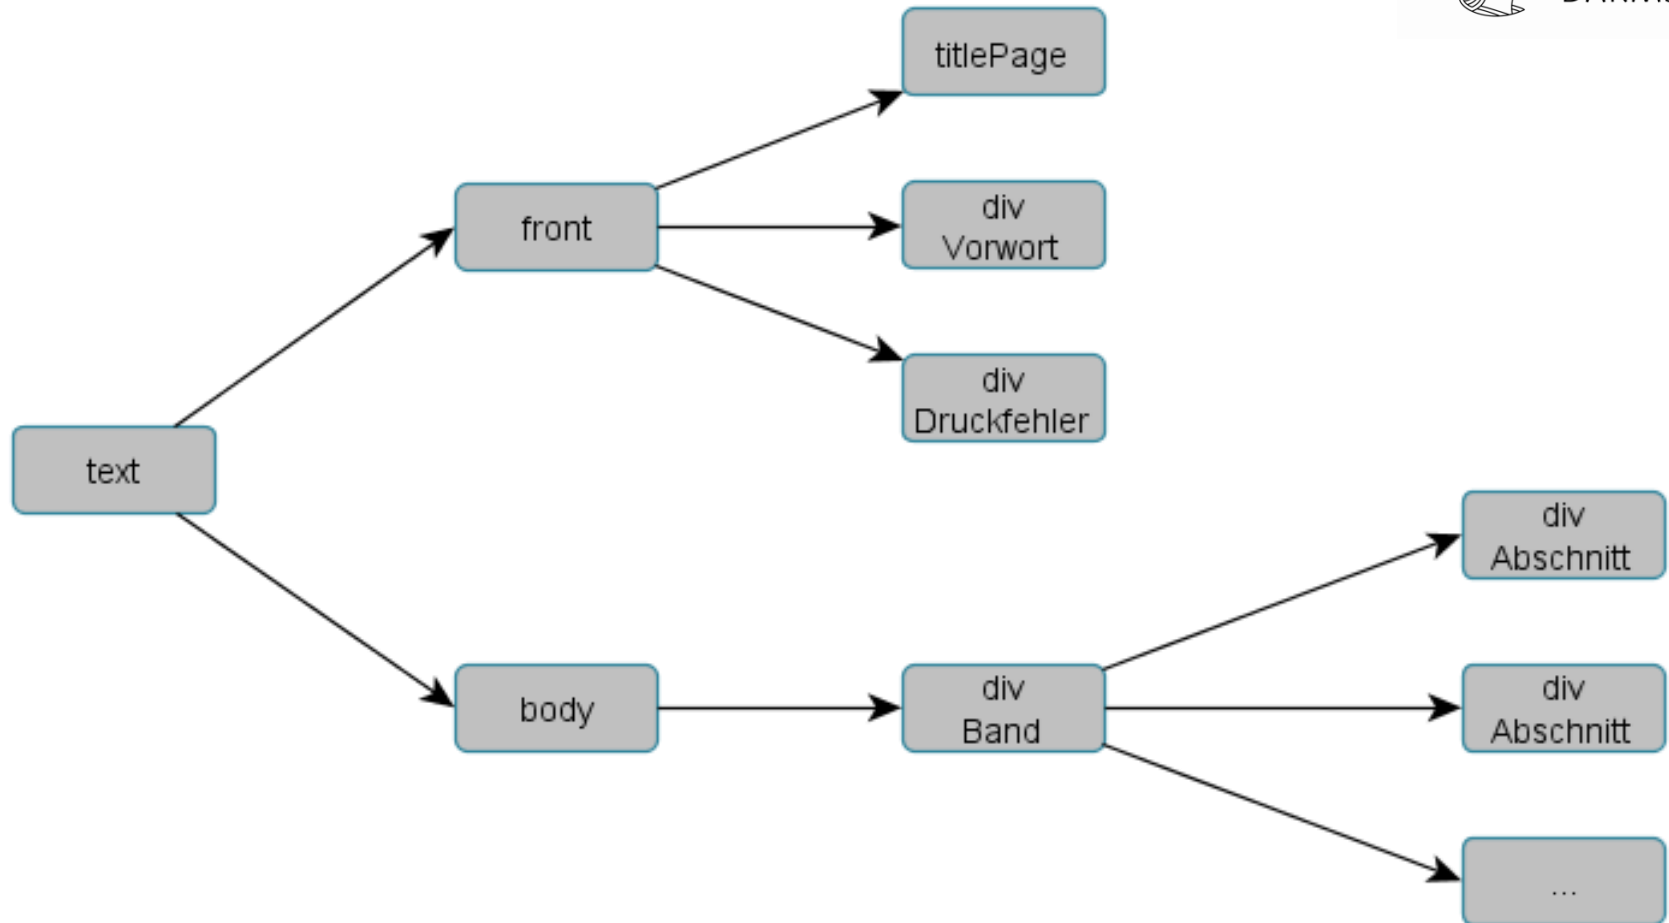 titlePage
front
div
Vorwort
div
Druckfehler
text
div
Abschnitt
body
div
Band
div
Abschnitt
...